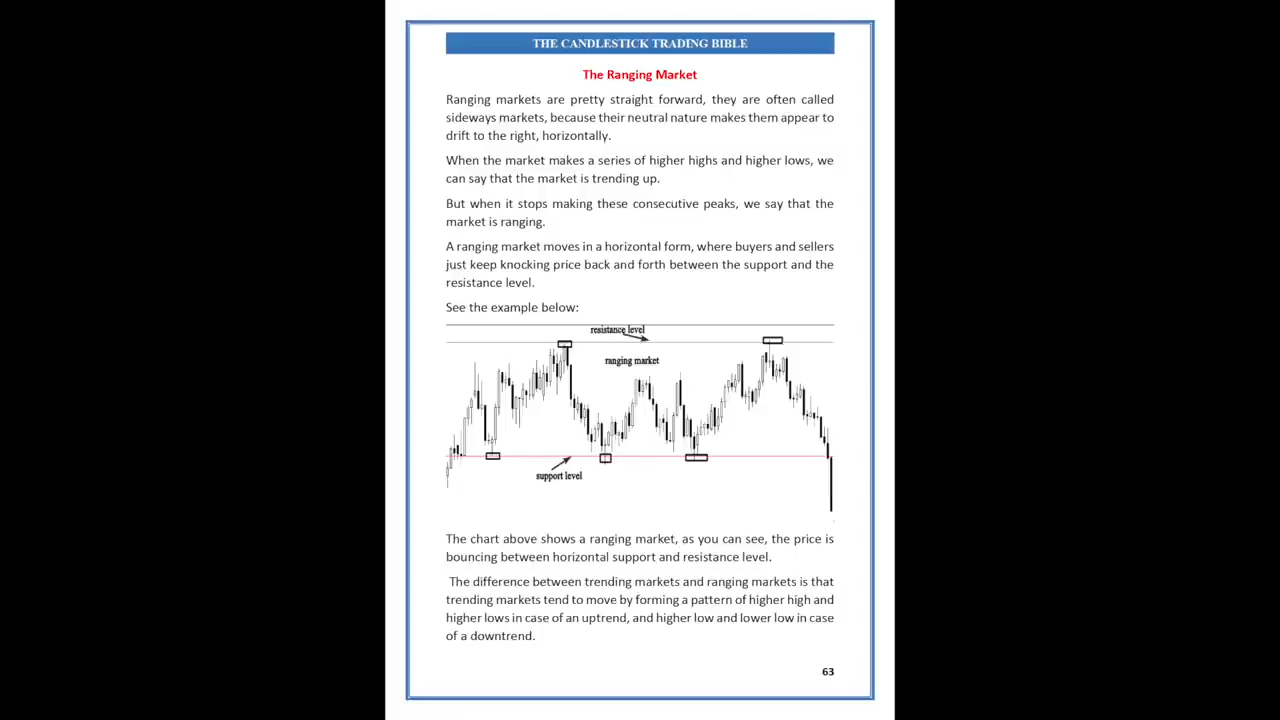 THE CANDLESTICK TRADING BIBLE
The Ranging Market
Ranging markets are pretty straight forward, they are often called
sideways markets, because their neutral nature makes them appear to
drift to the right, horizontally.
When the market makes a series of higher highs and higher lows, we
can say that the market is trending up.
But when it stops making these consecutive peaks, we say that the
market is ranging.
A ranging market moves in a horizontal form, where buyers and sellers
just keep knocking price back and forth between the support and the
resistance level.
See the example below:
resistance level
ranging market
support level
The chart above shows a ranging market, as you can see, the price is
bouncing between horizontal support and resistance level.
The difference between trending markets and ranging markets is that
trending markets tend to move by forming a pattern of higher high and
higher lows in case of an uptrend, and higher low and lower low in case
of a downtrend.
63